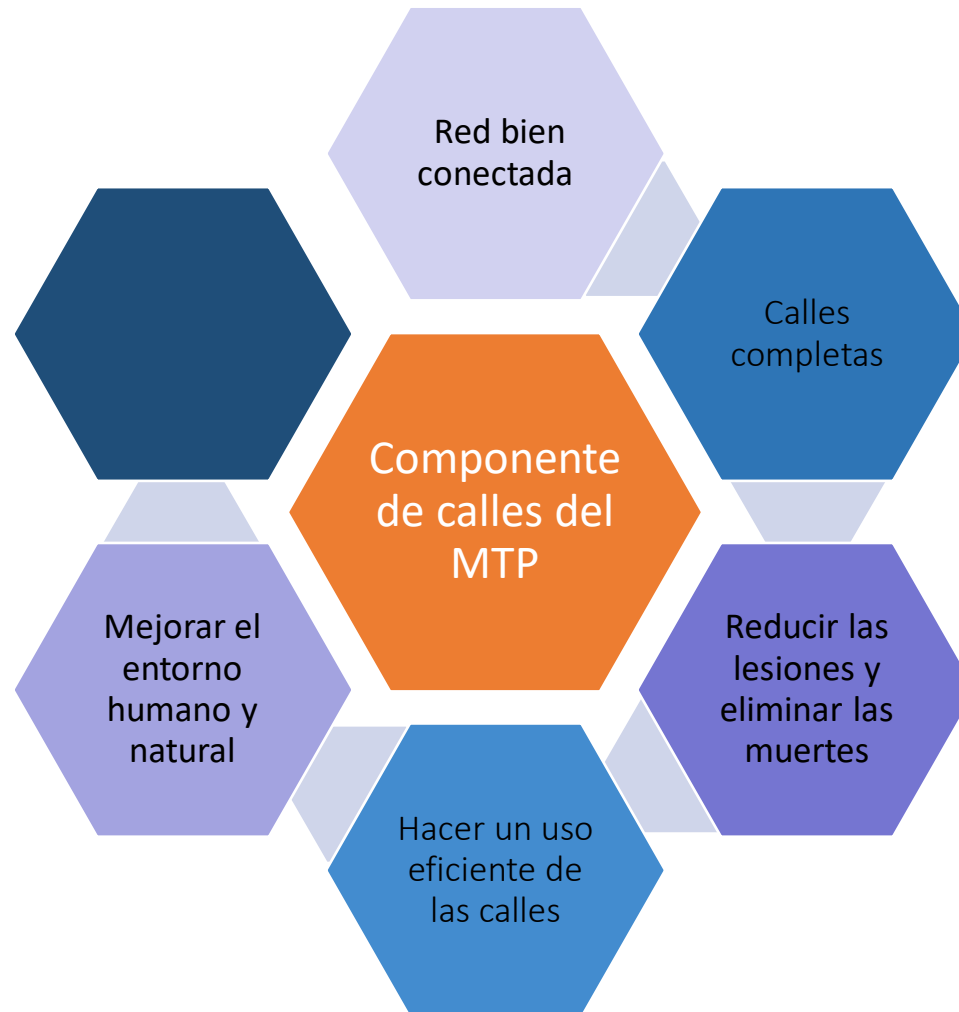 Red bien
conectada
Calles
completas
Componente
de calles del
MTP
Mejorar el
entorno
humano y
natural
Reducir las
lesiones y
eliminar las
muertes
Hacer un uso
eficiente de
las calles